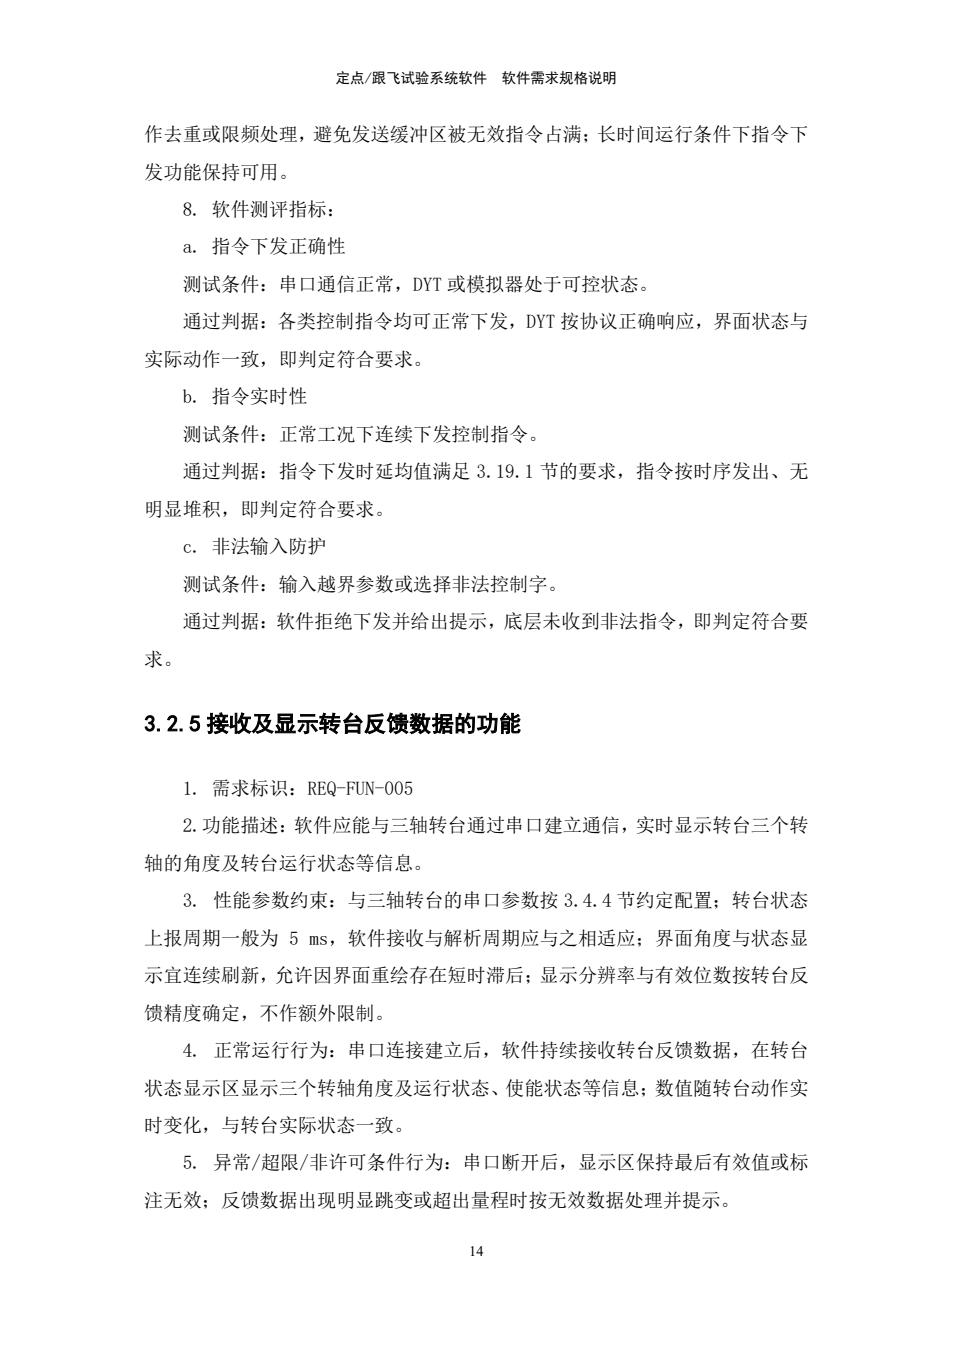 定点/跟飞试验系统软件　软件需求规格说明
作去重或限频处理，避免发送缓冲区被无效指令占满；长时间运行条件下指令下
发功能保持可用。
8. 软件测评指标：
a. 指令下发正确性
测试条件：串口通信正常，DYT 或模拟器处于可控状态。
通过判据：各类控制指令均可正常下发，DYT 按协议正确响应，界面状态与
实际动作一致，即判定符合要求。
b. 指令实时性
测试条件：正常工况下连续下发控制指令。
通过判据：指令下发时延均值满足 3.19.1 节的要求，指令按时序发出、无
明显堆积，即判定符合要求。
c. 非法输入防护
测试条件：输入越界参数或选择非法控制字。
通过判据：软件拒绝下发并给出提示，底层未收到非法指令，即判定符合要
求。
3.2.5 接收及显示转台反馈数据的功能
1. 需求标识：REQ-FUN-005
2.功能描述：软件应能与三轴转台通过串口建立通信，实时显示转台三个转
轴的角度及转台运行状态等信息。
3. 性能参数约束：与三轴转台的串口参数按 3.4.4 节约定配置；转台状态
上报周期一般为 5 ms，软件接收与解析周期应与之相适应；界面角度与状态显
示宜连续刷新，允许因界面重绘存在短时滞后；显示分辨率与有效位数按转台反
馈精度确定，不作额外限制。
4. 正常运行行为：串口连接建立后，软件持续接收转台反馈数据，在转台
状态显示区显示三个转轴角度及运行状态、使能状态等信息；数值随转台动作实
时变化，与转台实际状态一致。
5. 异常/超限/非许可条件行为：串口断开后，显示区保持最后有效值或标
注无效；反馈数据出现明显跳变或超出量程时按无效数据处理并提示。
14